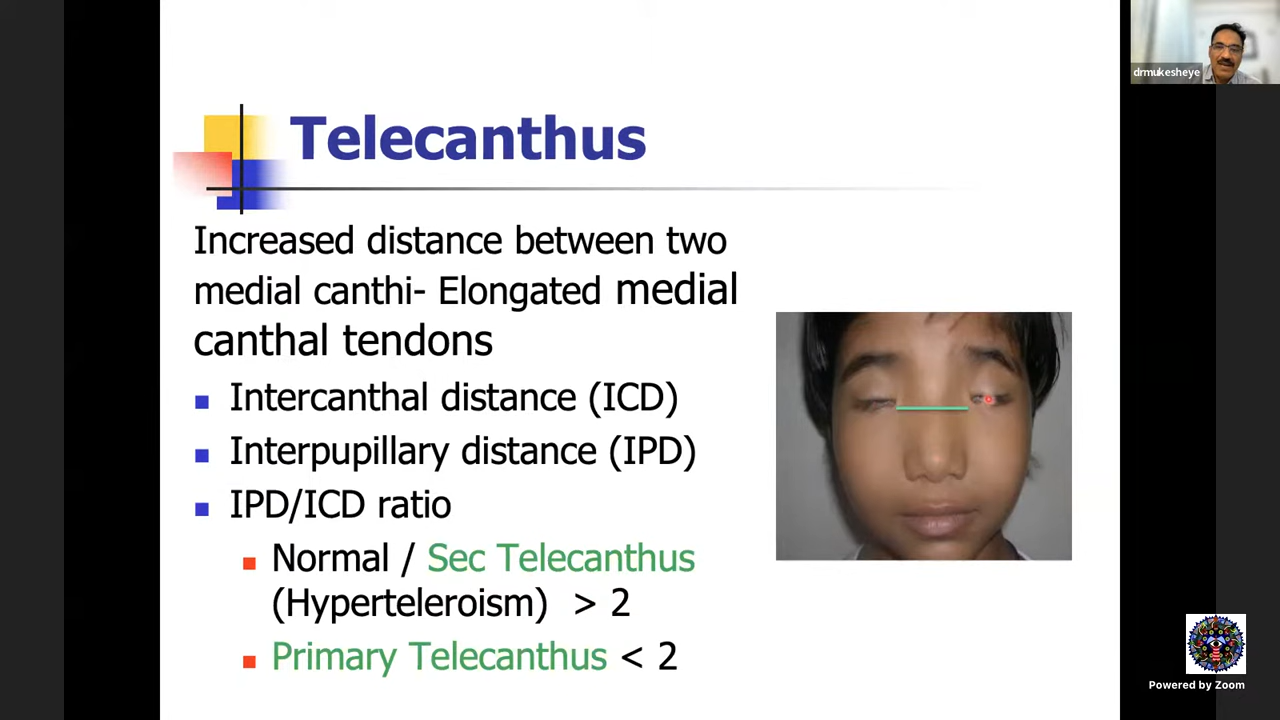 drmukesheye
Telecanthus
Increased distance between two
medial canthi- Elongated medial
canthal tendons
Intercanthal distance (ICD)
Interpupillary distance (IPD)
IPD/ICD ratio
Normal / Sec Telecanthus
(Hyperteleroism) > 2
Primary Telecanthus < 2
Powered by Zoom